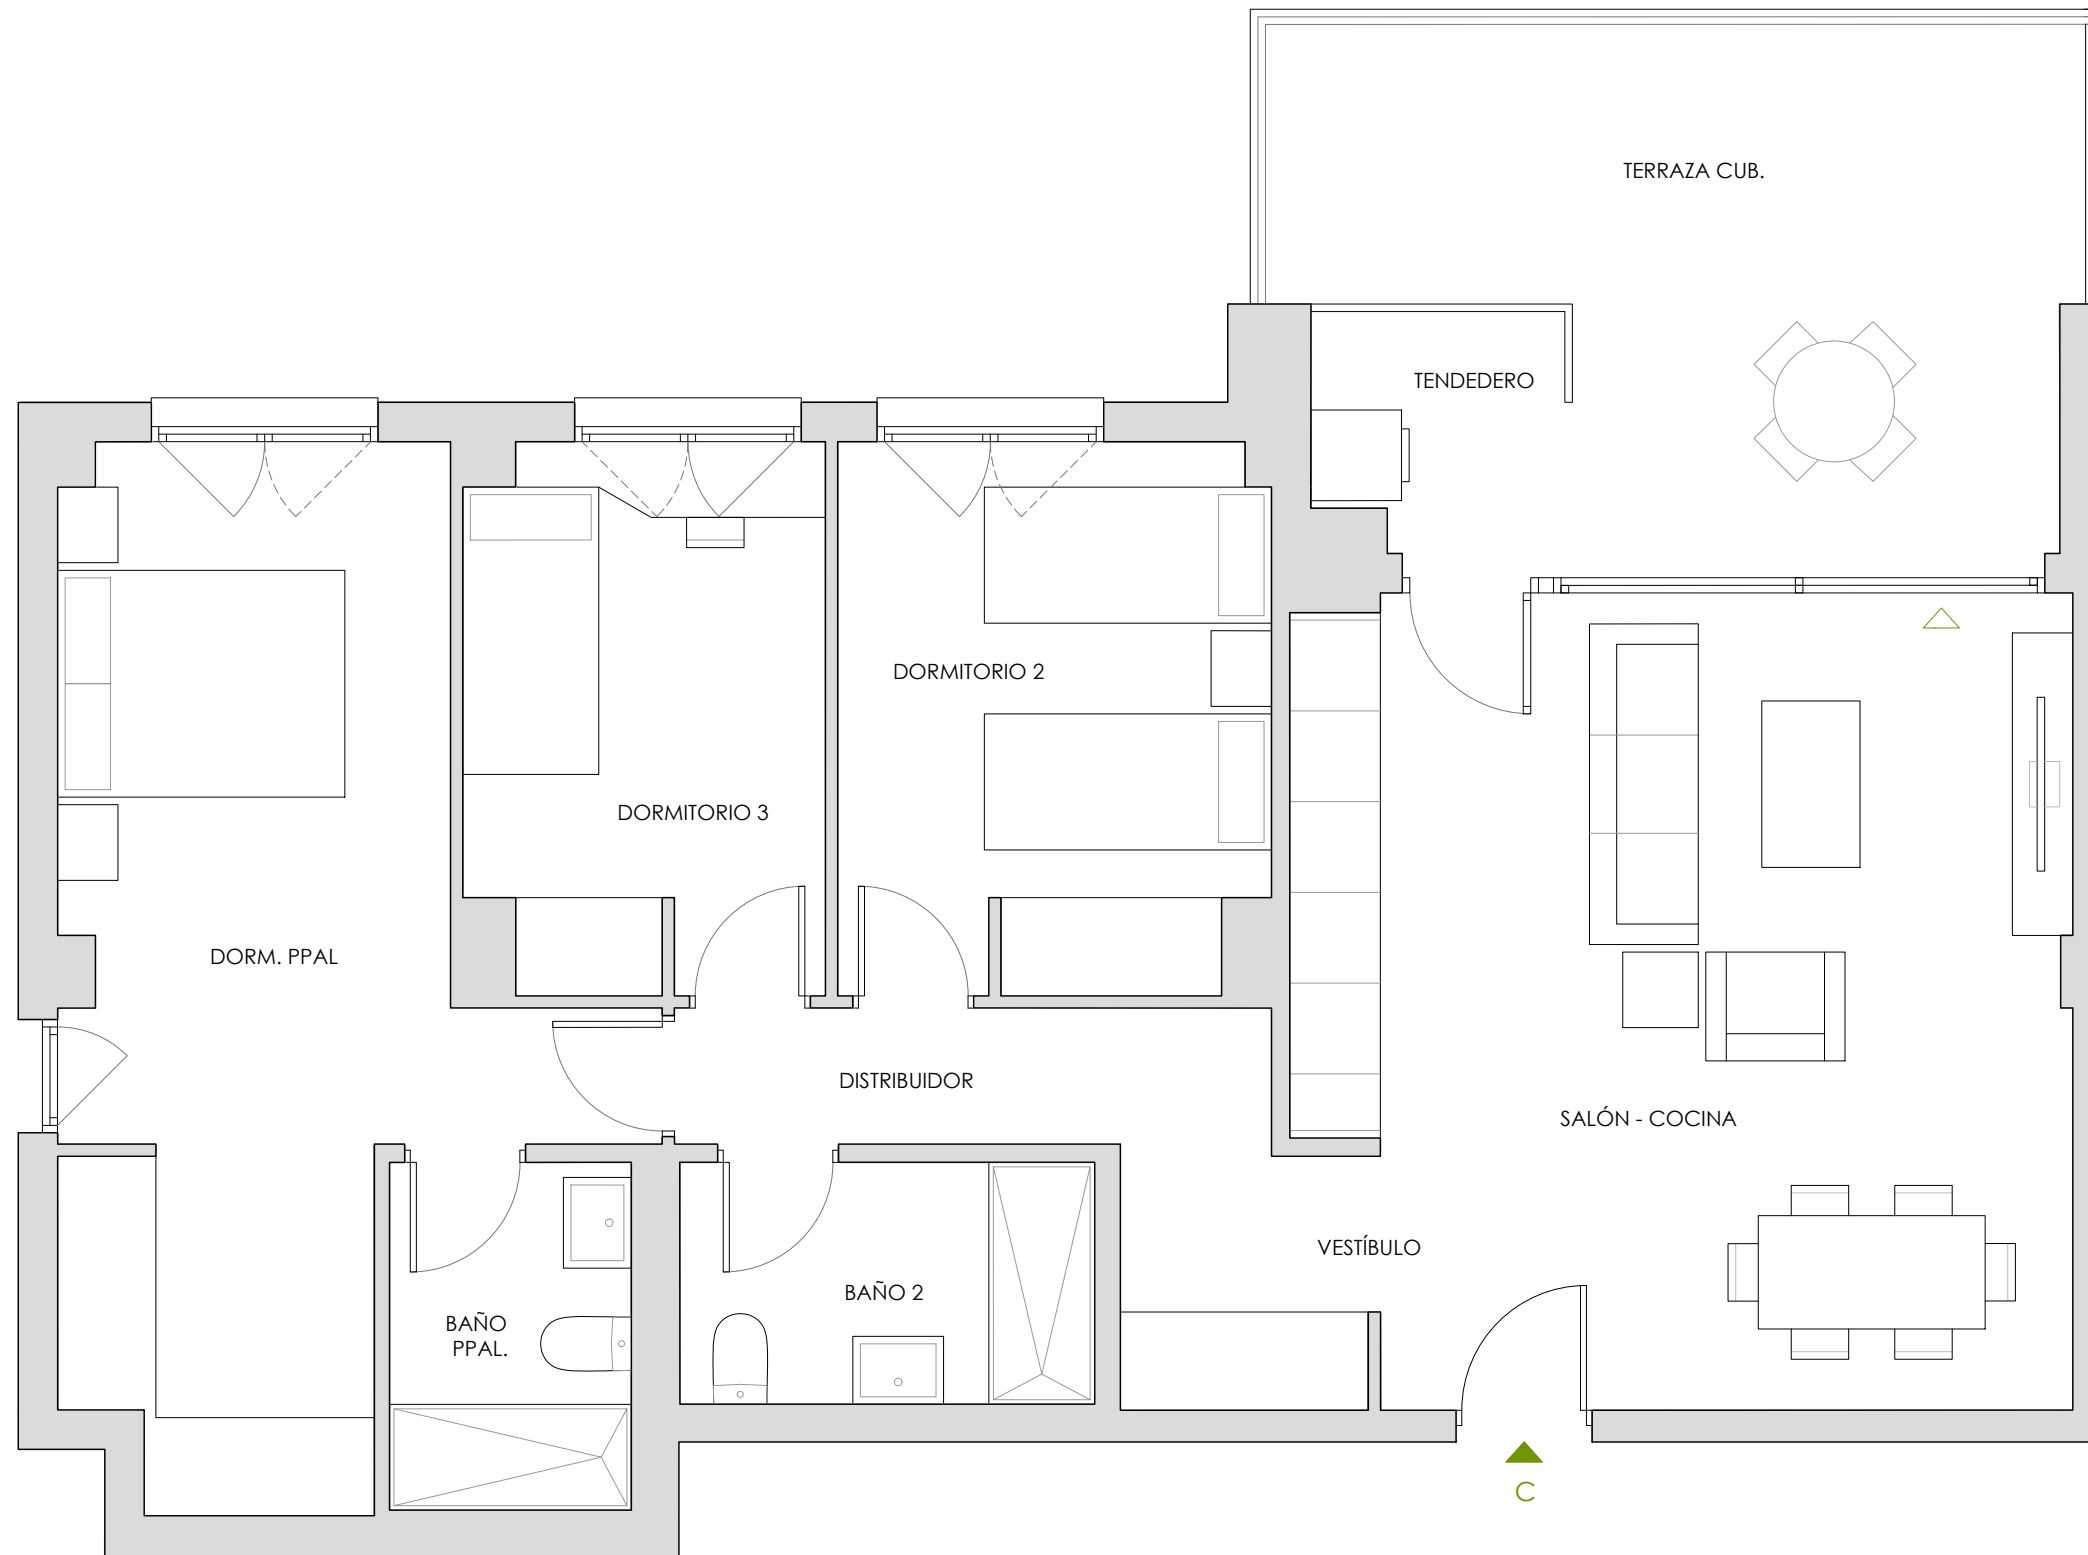 TERRAZA CUB.
TENDEDERO
DORMITORIO 2
DORMITORIO 3
DORM. PPAL
DISTRIBUIDOR
SALÓN - COCINA
VESTÍBULO
BAÑO 2
BAÑO
PPAL.
C